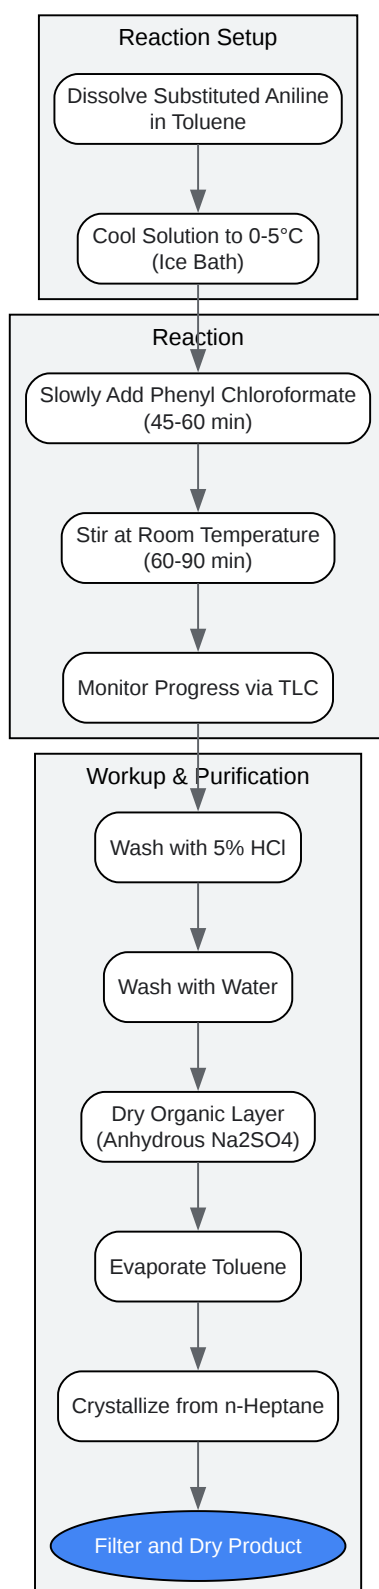 Reaction Setup
Dissolve Substituted Aniline
in Toluene
Cool Solution to 0-5°C
(Ice Bath)
Reaction
Slowly Add Phenyl Chloroformate
(45-60 min)
Stir at Room Temperature
(60-90 min)
Monitor Progress via TLC
Workup & Purification
Wash with 5% HCl
Wash with Water
Dry Organic Layer
(Anhydrous Na2SO4)
Evaporate Toluene
Crystallize from n-Heptane
Filter and Dry Product